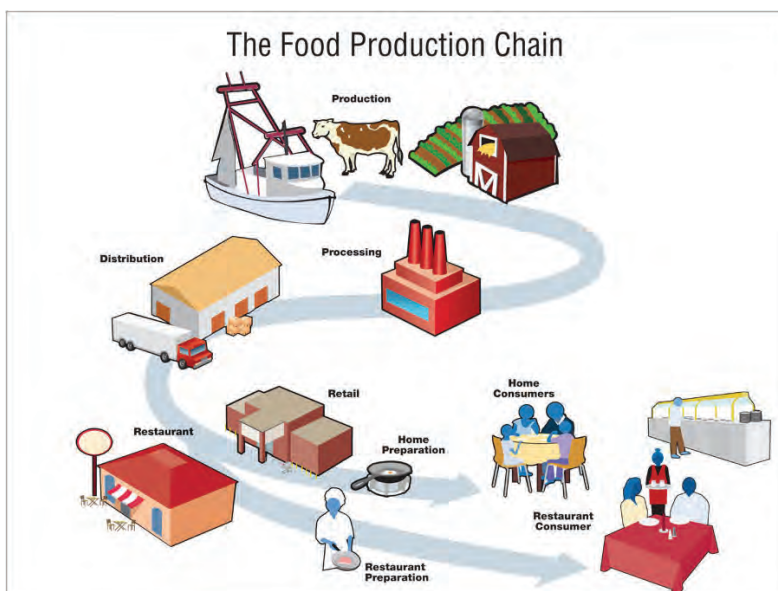 The Food Production Chain
Production
Distribution
Processing
Retail
Home
Consumers
Restaurant
Home
Preparation
Restaurant
Consumer
Restaurant
Preparation